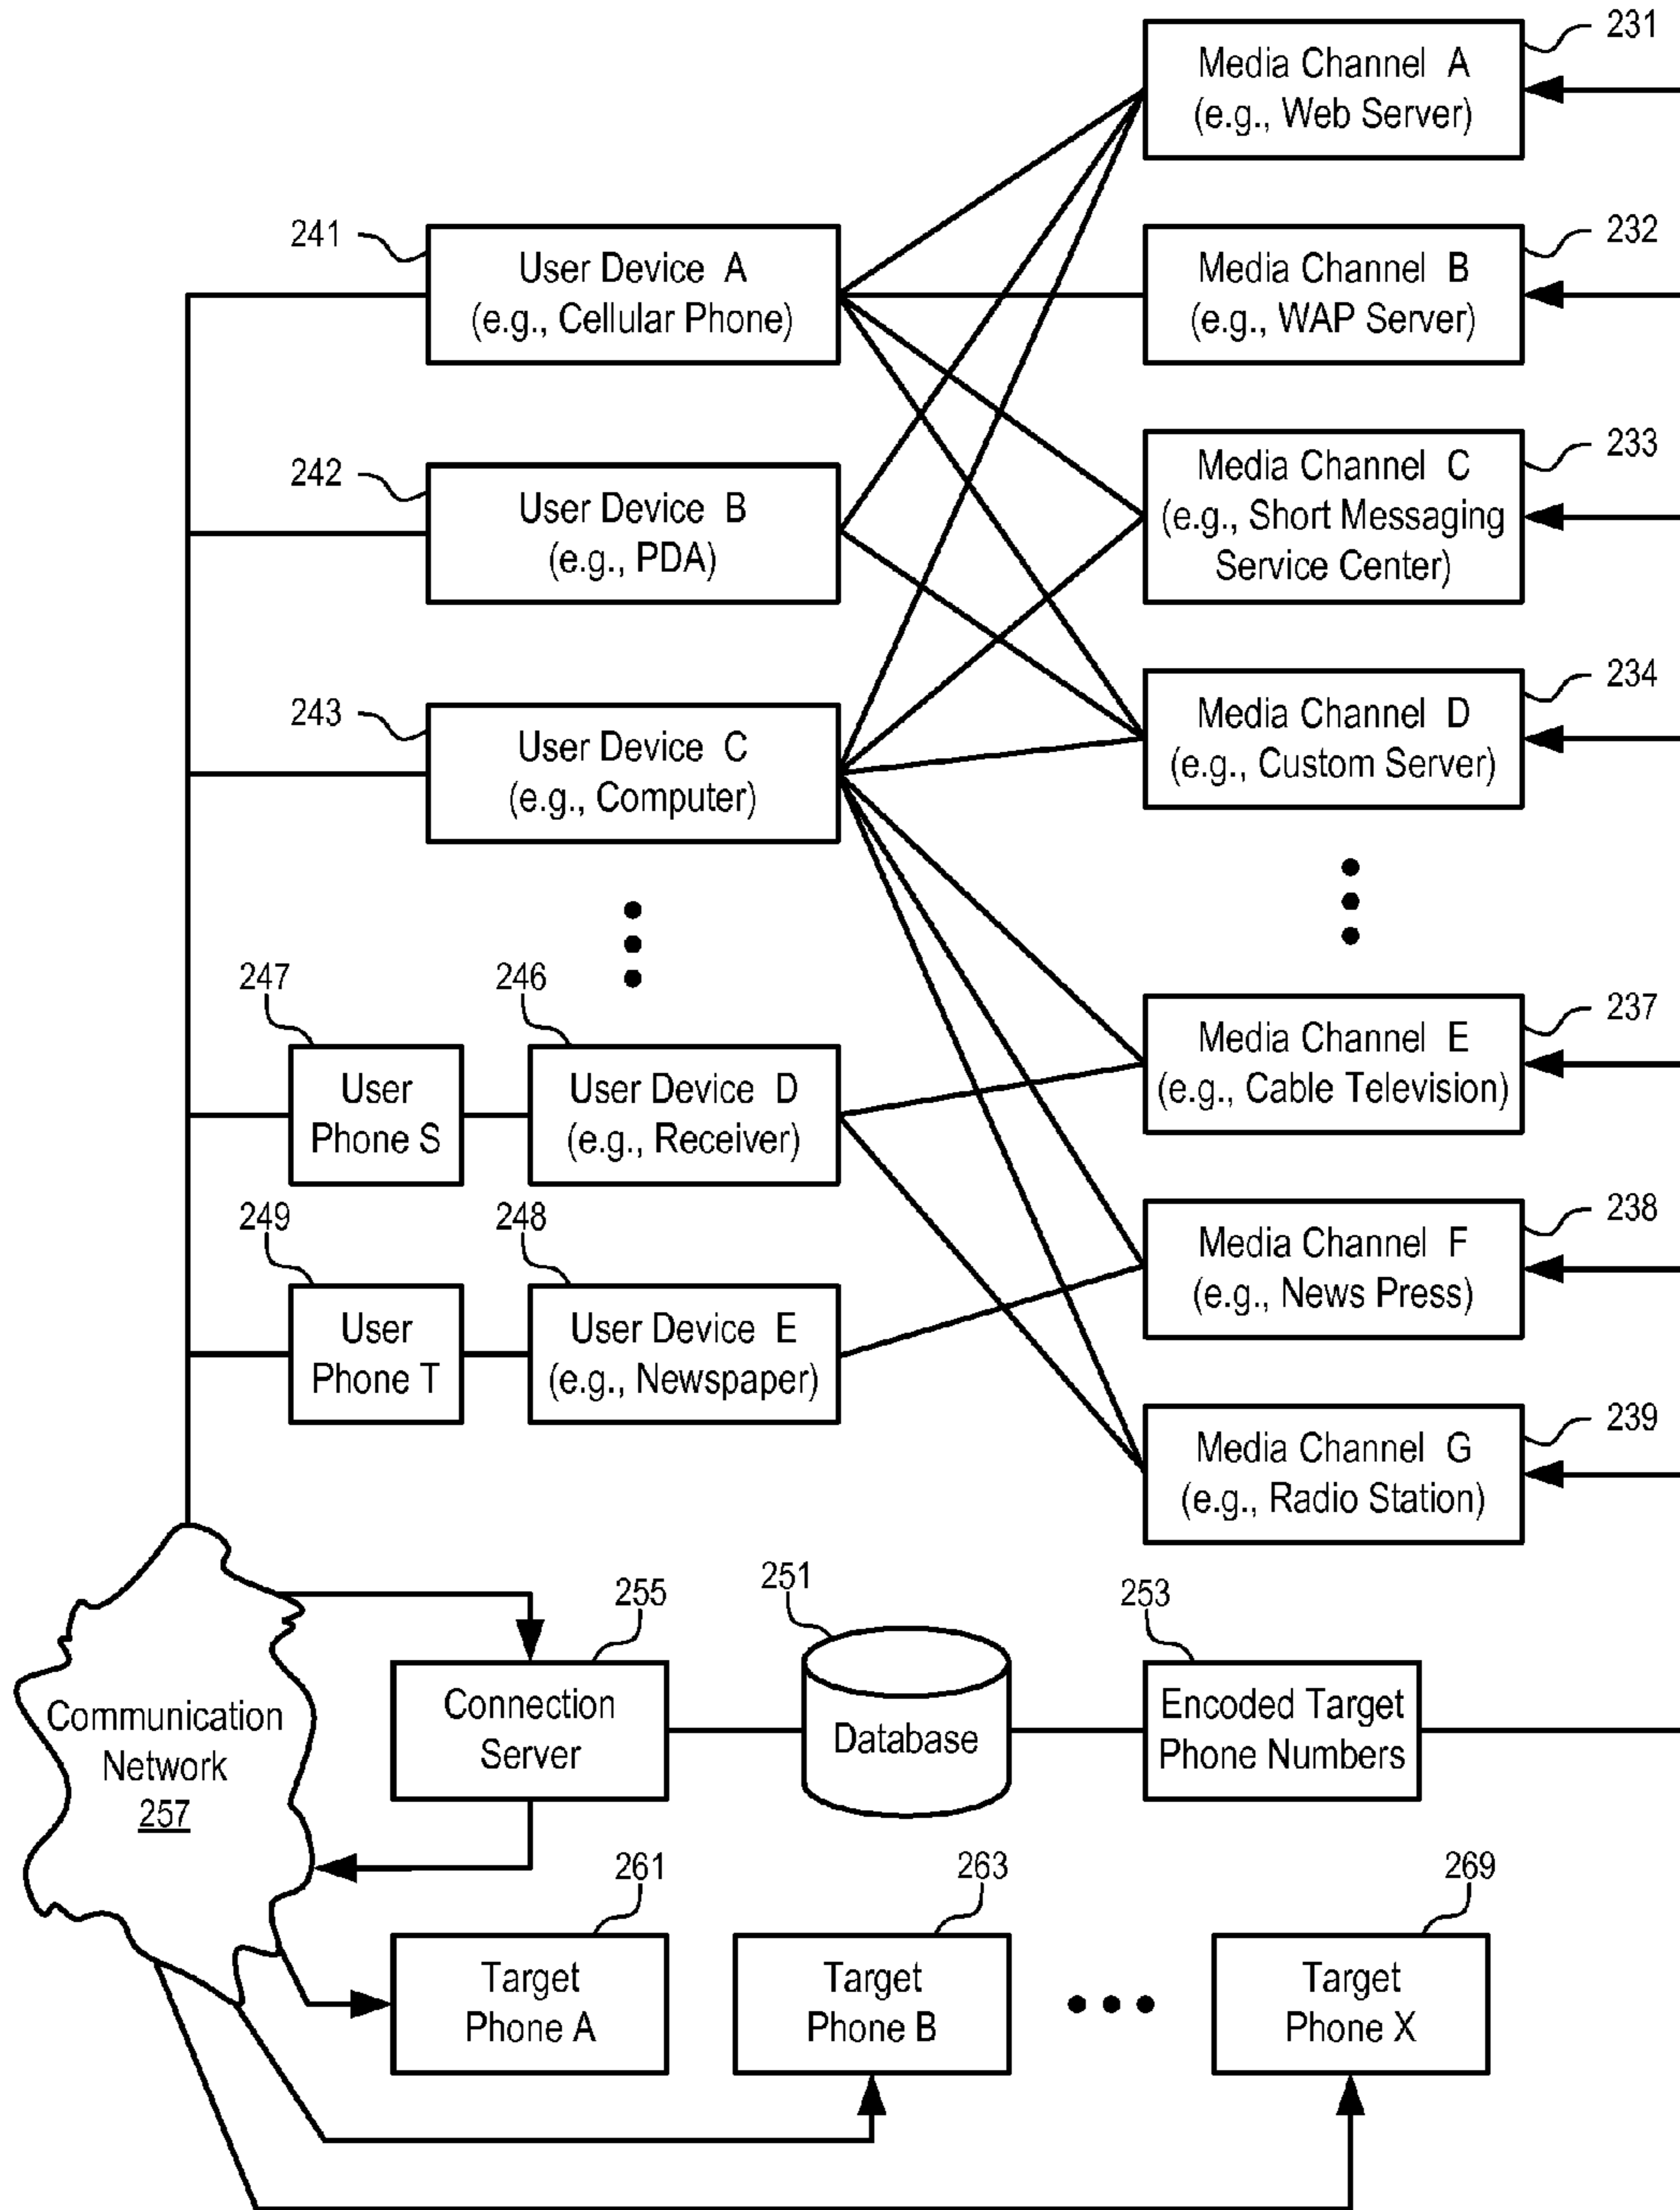 231
Media Channel A
(e.g., Web Server)
241
User Device A
(e.g., Cellular Phone)
232
Media Channel B
(e.g., WAP Server)
242
User Device B
(e.g., PDA)
233
Media Channel C
(e.g., Short Messaging
Service Center)
243
User Device C
(e.g., Computer)
234
Media Channel D
(e.g., Custom Server)
247
User
Phone S
246
User Device D
(e.g., Receiver)
237
Media Channel E
(e.g., Cable Television)
249
User
Phone T
248
User Device E
(e.g., Newspaper)
238
Media Channel F
(e.g., News Press)
239
Media Channel G
(e.g., Radio Station)
Communication
Network
257
255
Connection
Server
251
Database
253
Encoded Target
Phone Numbers
261
Target
Phone A
263
Target
Phone B
269
Target
Phone X